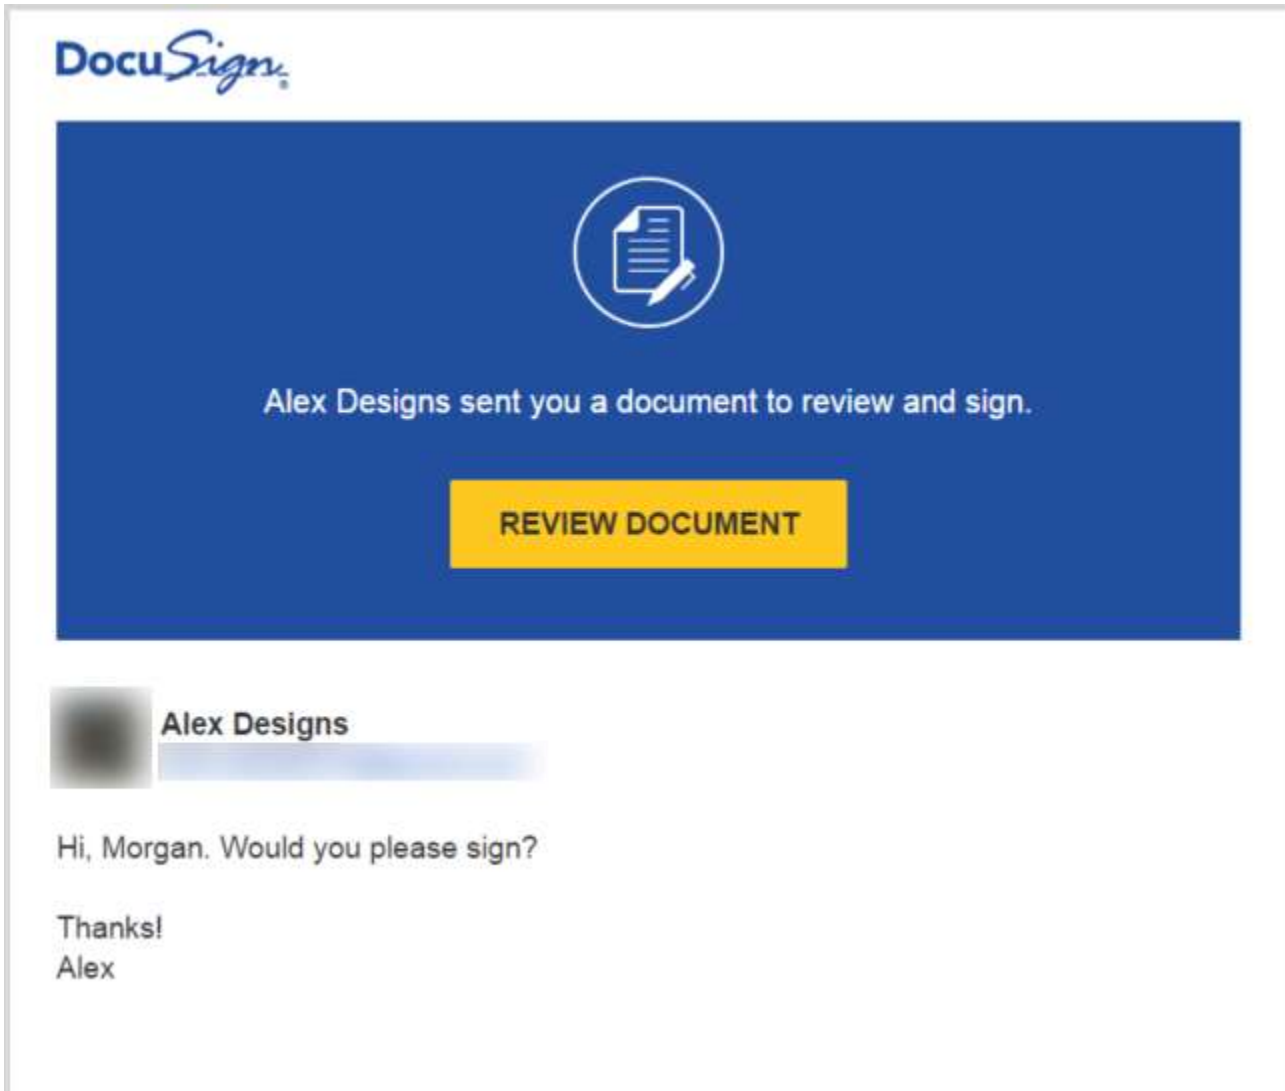 DocuSign
Alex Designs sent you a document to review and sign.
REVIEW DOCUMENT
Alex Designs
Hi, Morgan. Would you please sign?
Thanks!
Alex